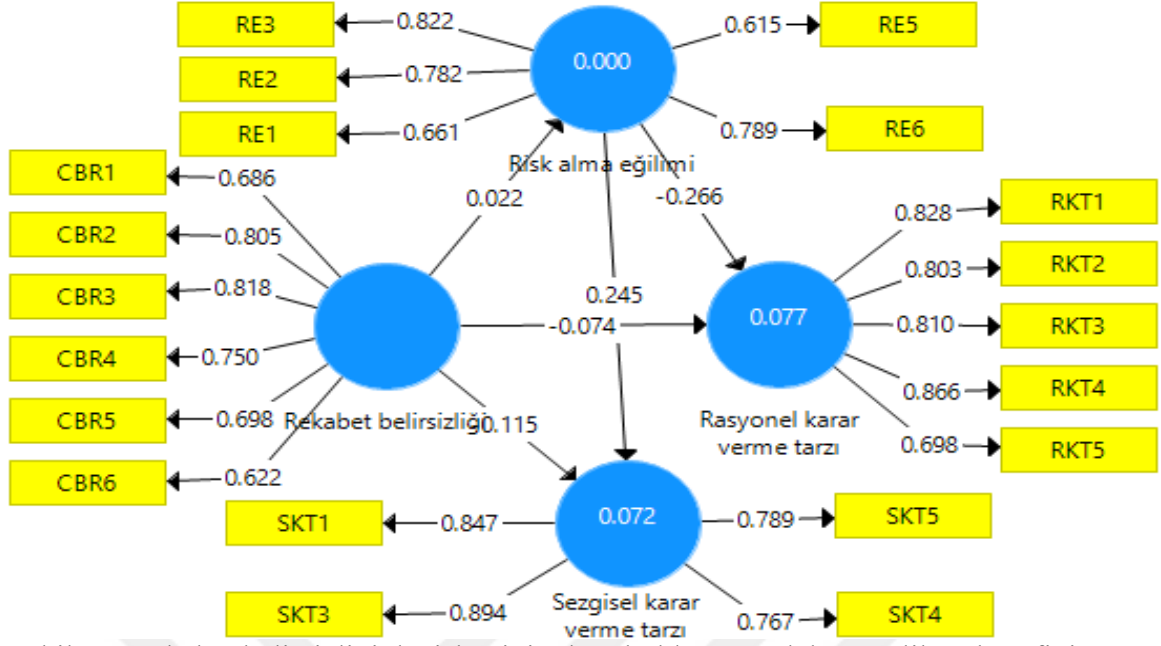 RE3
0.822
RE2
0.782
RE1
0.661
0.000
0.615
RE5
0.789
RE6
Risk alma eğilimi
CBR1
0.686
CBR2
0.805
CBR3
0.818
CBR4
0.750
CBR5
0.698
CBR6
0.622
Rekabet belirsizliği
0.022
-0.266
0.245
-0.074
0.115
0.077
Rasyonel karar
verme tarzı
0.828
RKT1
0.803
RKT2
0.810
RKT3
0.866
RKT4
0.698
RKT5
0.072
Sezgisel karar
verme tarzı
SKT1
0.847
SKT3
0.894
0.789
SKT5
0.767
SKT4